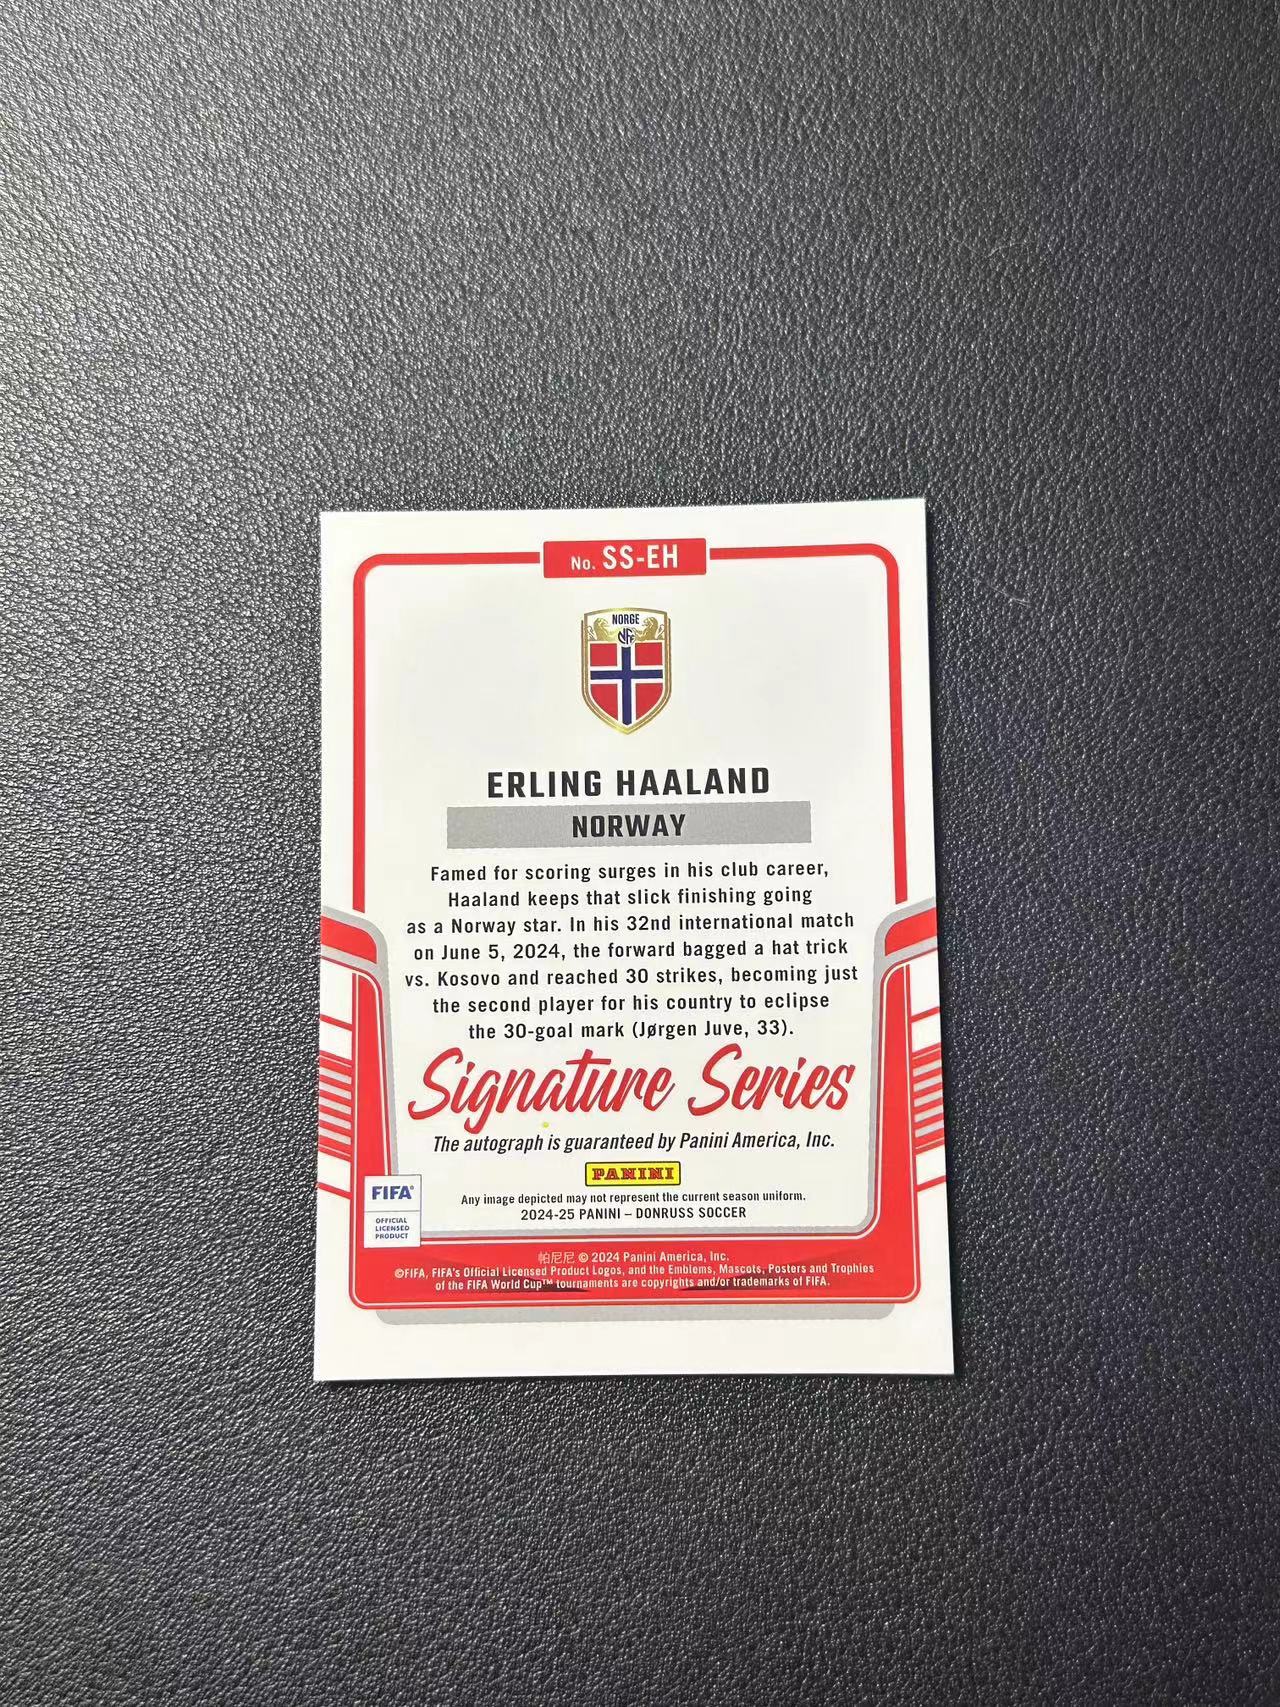 No. SS-EH
NORGE
NFF
ERLING HAALAND
NORWAY
Famed for scoring surges in his club career,
Haaland keeps that slick finishing going
as a Norway star. In his 32nd international match
on June 5, 2024, the forward bagged a hat trick
vs. Kosovo and reached 30 strikes, becoming just
the second player for his country to eclipse
the 30-goal mark (Jørgen Juve, 33).
Signature Series
The autograph is guaranteed by Panini America, Inc.
PANINI
Any image depicted may not represent the current season uniform.
2024-25 PANINI – DONRUSS SOCCER
FIFA®
OFFICIAL
LICENSED
PRODUCT
帕尼尼 © 2024 Panini America, Inc.
©FIFA, FIFA's Official Licensed Product Logos, and the Emblems, Mascots, Posters and Trophies
of the FIFA World Cup™ tournaments are copyrights and/or trademarks of FIFA.